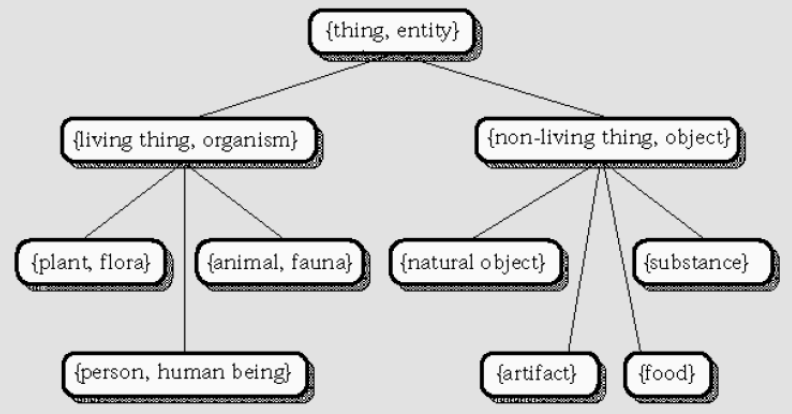 {thing, entity}
{living thing, organism}
{non-living thing, object}
{plant, flora}
{animal, fauna}
{natural object}
{substance}
{person, human being}
{artifact}
{food}